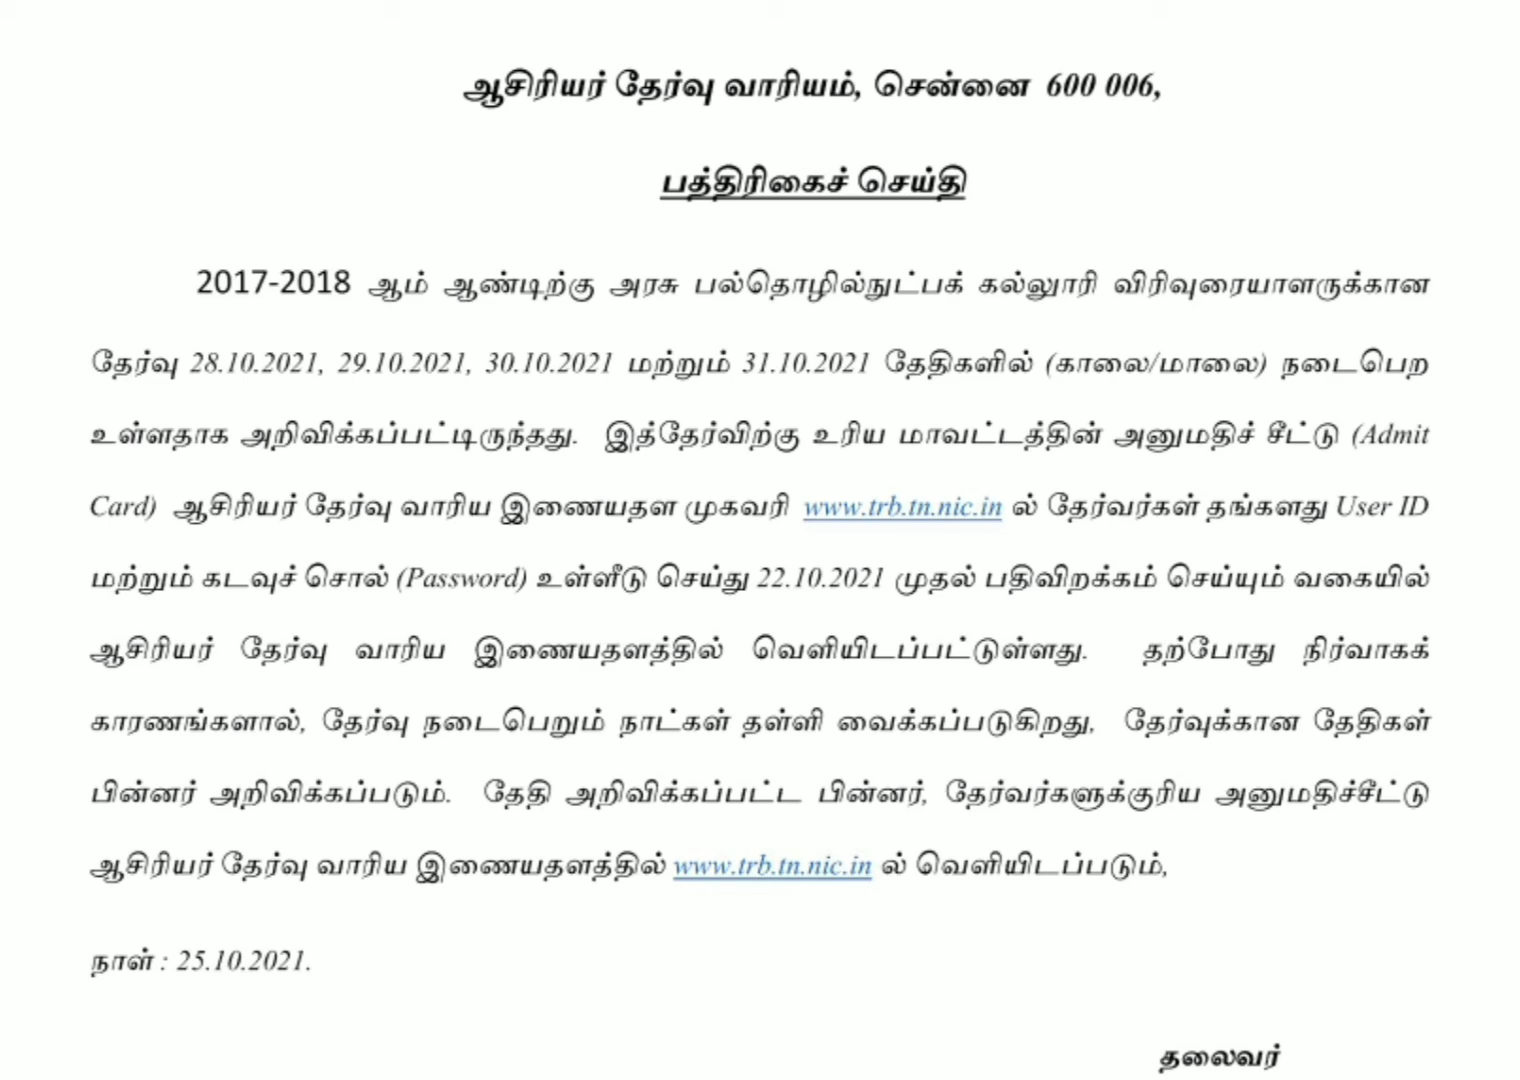 ஆசிரியர் தேர்வு வாரியம், சென்னை 600 006,
பத்திரிகைச் செய்தி
2017-2018 ஆம் ஆண்டிற்கு அரசு பல்தொழில்நுட்பக் கல்லூரி விரிவுரையாளருக்கான
தேர்வு 28.10.2021, 29.10.2021, 30.10.2021 மற்றும் 31.10.2021 தேதிகளில் (காலை/மாலை) நடைபெற
உள்ளதாக அறிவிக்கப்பட்டிருந்தது. இத்தேர்விற்கு உரிய மாவட்டத்தின் அனுமதிச் சீட்டு (Admit
Card) ஆசிரியர் தேர்வு வாரிய இணையதள முகவரி www.trb.tn.nic.in ல் தேர்வர்கள் தங்களது User ID
மற்றும் கடவுச் சொல் (Password) உள்ளீடு செய்து 22.10.2021 முதல் பதிவிறக்கம் செய்யும் வகையில்
ஆசிரியர் தேர்வு வாரிய இணையதளத்தில் வெளியிடப்பட்டுள்ளது. தற்போது நிர்வாகக்
காரணங்களால், தேர்வு நடைபெறும் நாட்கள் தள்ளி வைக்கப்படுகிறது, தேர்வுக்கான தேதிகள்
பின்னர் அறிவிக்கப்படும். தேதி அறிவிக்கப்பட்ட பின்னர், தேர்வர்களுக்குரிய அனுமதிச்சீட்டு
ஆசிரியர் தேர்வு வாரிய இணையதளத்தில் www.trb.tn.nic.in ல் வெளியிடப்படும்,
நாள் : 25.10.2021.
தலைவர்